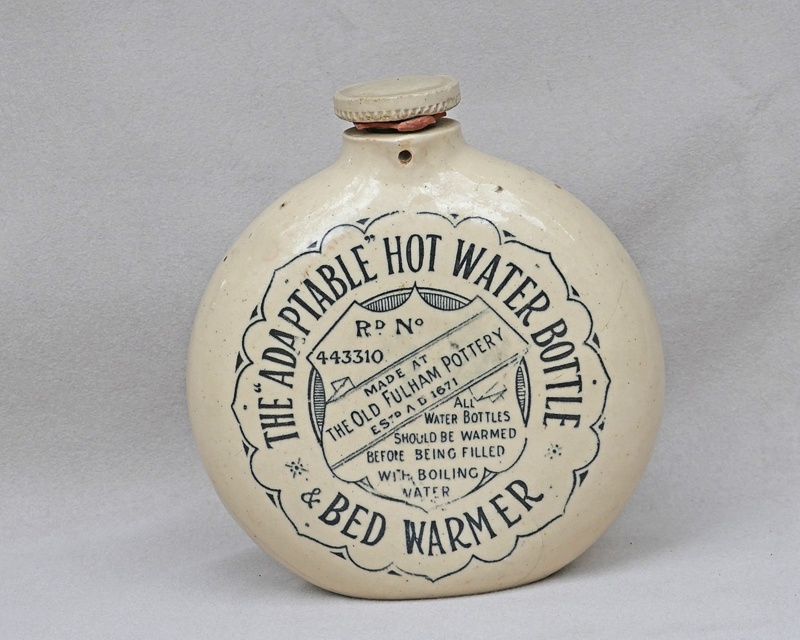 THE "ADAPTABLE" HOT WATER BOTTLE
& BED WARMER
RD No
443310
MADE AT
THE OLD FULHAM POTTERY
ESTD A D 1671
ALL
WATER BOTTLES
SHOULD BE WARMED
BEFORE BEING FILLED
WITH BOILING
WATER